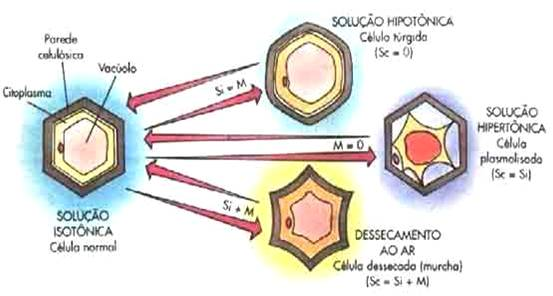 Parede
celulósica
Vacúolo
Citoplasma
SOLUÇÃO
ISOTÔNICA
Célula normal
Si = M
M = 0
Si + M
SOLUÇÃO HIPOTÔNICA
Célula túrgida
(Sc = 0)
SOLUÇÃO
HIPERTÔNICA
Célula
plasmolisada
(Sc = Si)
DESSECAMENTO
AO AR
Célula dessecada (murcha)
(Sc = Si + M)